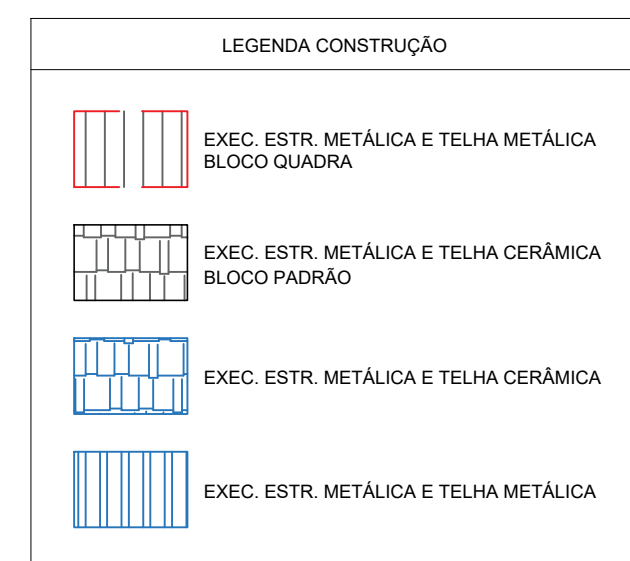 LEGENDA CONSTRUÇÃO
EXEC. ESTR. METÁLICA E TELHA METÁLICA
BLOCO QUADRA
EXEC. ESTR. METÁLICA E TELHA CERÂMICA
BLOCO PADRÃO
EXEC. ESTR. METÁLICA E TELHA CERÂMICA
EXEC. ESTR. METÁLICA E TELHA METÁLICA